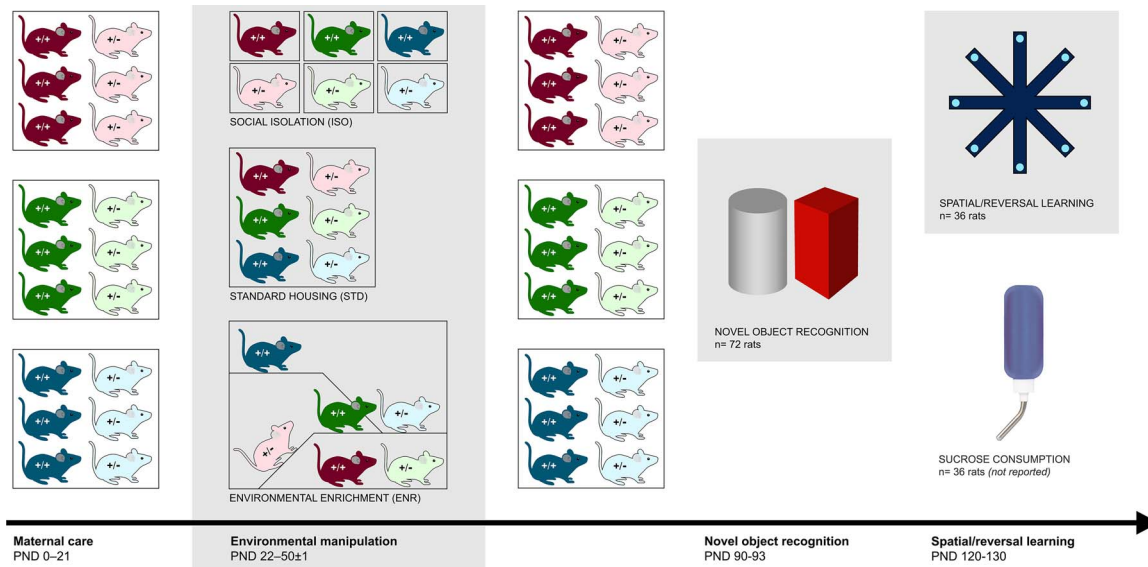 +/+ +/-
+/+ +/-
+/+ +/-
+/+ +/-
+/+ +/-
+/+ +/-
+/+ +/-
+/+ +/-
+/+ +/-
+/+ +/+ +/+
+/- +/- +/-
SOCIAL ISOLATION (ISO)
+/+ +/-
+/+ +/-
+/+ +/-
STANDARD HOUSING (STD)
+/+
+/+ +/-
+/-
+/+ +/-
ENVIRONMENTAL ENRICHMENT (ENR)
+/+ +/-
+/+ +/-
+/+ +/-
+/+ +/-
+/+ +/-
+/+ +/-
+/+ +/-
+/+ +/-
+/+ +/-
NOVEL OBJECT RECOGNITION
n= 72 rats
SPATIAL/REVERSAL LEARNING
n= 36 rats
SUCROSE CONSUMPTION
n= 36 rats (not reported)
Maternal care
PND 0–21
Environmental manipulation
PND 22–50±1
Novel object recognition
PND 90-93
Spatial/reversal learning
PND 120-130